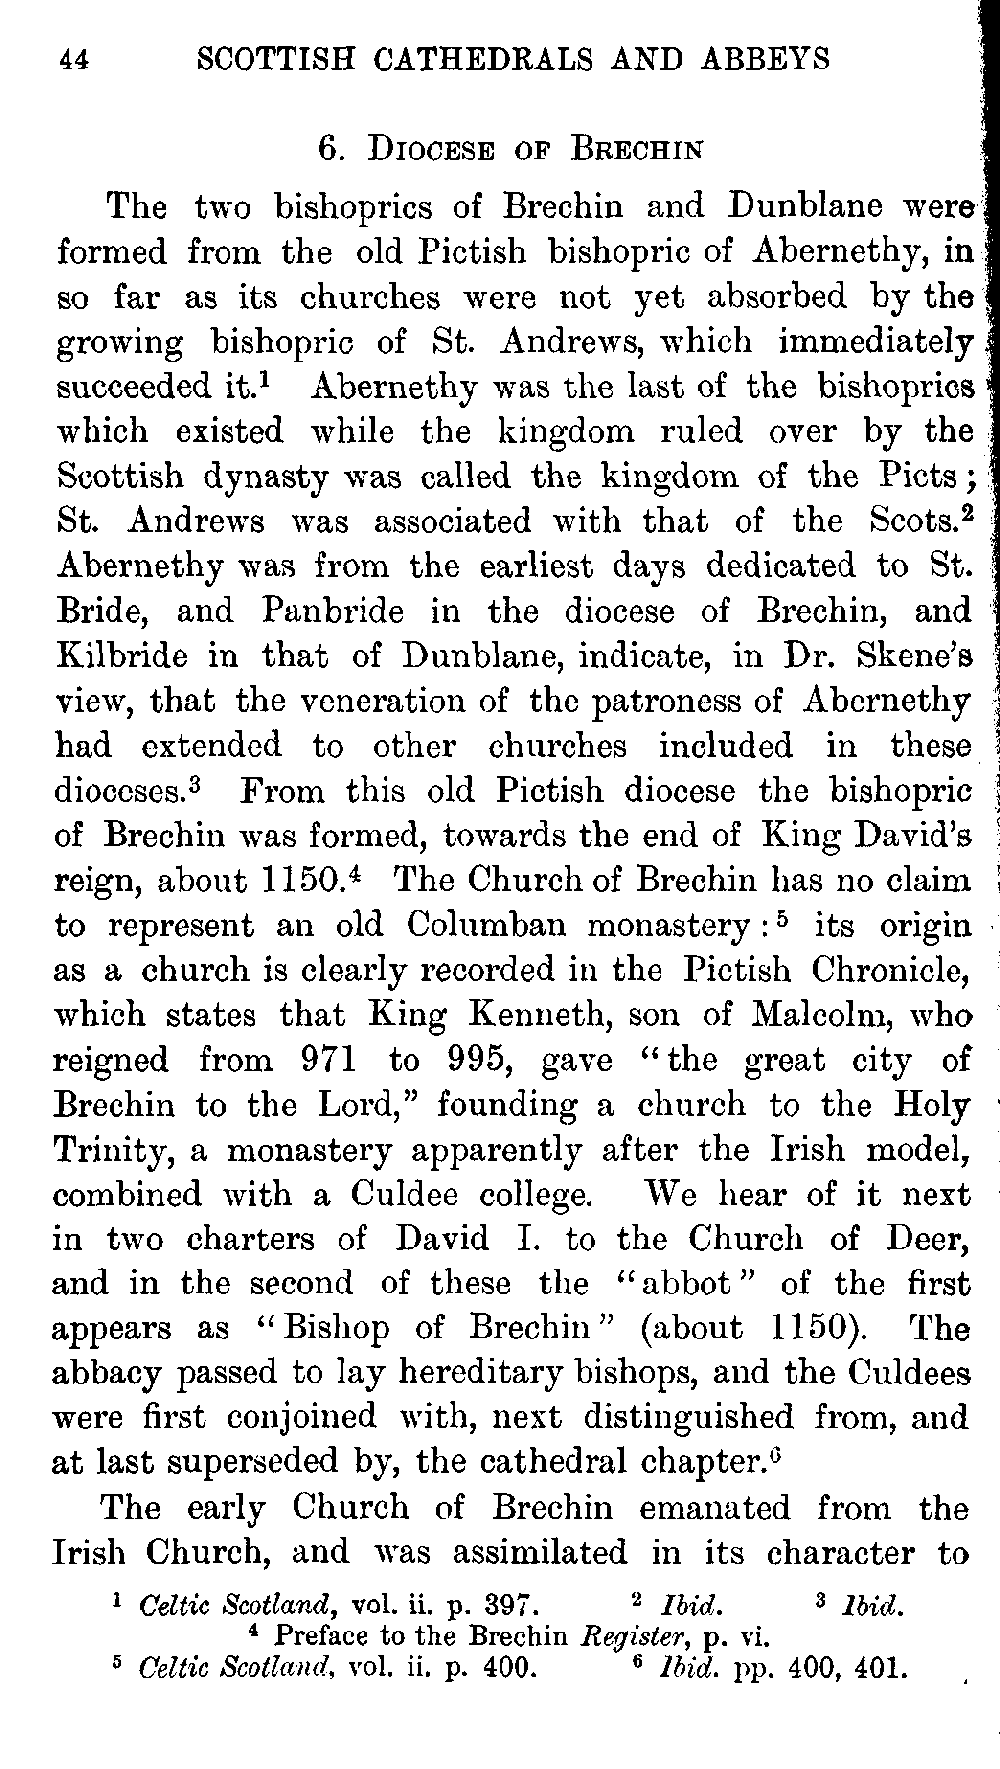 44 SCOTTISH CATHEDRALS AND ABBEYS
6. DIOCESE OF BRECHIN
The two bishoprics of Brechin and Dunblane were
formed from the old Pictish bishopric of Abernethy, in
so far as its churches were not yet absorbed by the
growing bishopric of St. Andrews, which immediately
succeeded it.¹ Abernethy was the last of the bishoprics
which existed while the kingdom ruled over by the
Scottish dynasty was called the kingdom of the Picts;
St. Andrews was associated with that of the Scots.²
Abernethy was from the earliest days dedicated to St.
Bride, and Panbride in the diocese of Brechin, and
Kilbride in that of Dunblane, indicate, in Dr. Skene's
view, that the veneration of the patroness of Abernethy
had extended to other churches included in these
dioceses.³ From this old Pictish diocese the bishopric
of Brechin was formed, towards the end of King David's
reign, about 1150.⁴ The Church of Brechin has no claim
to represent an old Columban monastery:⁵ its origin
as a church is clearly recorded in the Pictish Chronicle,
which states that King Kenneth, son of Malcolm, who
reigned from 971 to 995, gave "the great city of
Brechin to the Lord," founding a church to the Holy
Trinity, a monastery apparently after the Irish model,
combined with a Culdee college. We hear of it next
in two charters of David I. to the Church of Deer,
and in the second of these the "abbot" of the first
appears as "Bishop of Brechin" (about 1150). The
abbacy passed to lay hereditary bishops, and the Culdees
were first conjoined with, next distinguished from, and
at last superseded by, the cathedral chapter.⁶
The early Church of Brechin emanated from the
Irish Church, and was assimilated in its character to
¹ Celtic Scotland, vol. ii. p. 397. ² Ibid. ³ Ibid.
⁴ Preface to the Brechin Register, p. vi.
⁵ Celtic Scotland, vol. ii. p. 400. ⁶ Ibid. pp. 400, 401.